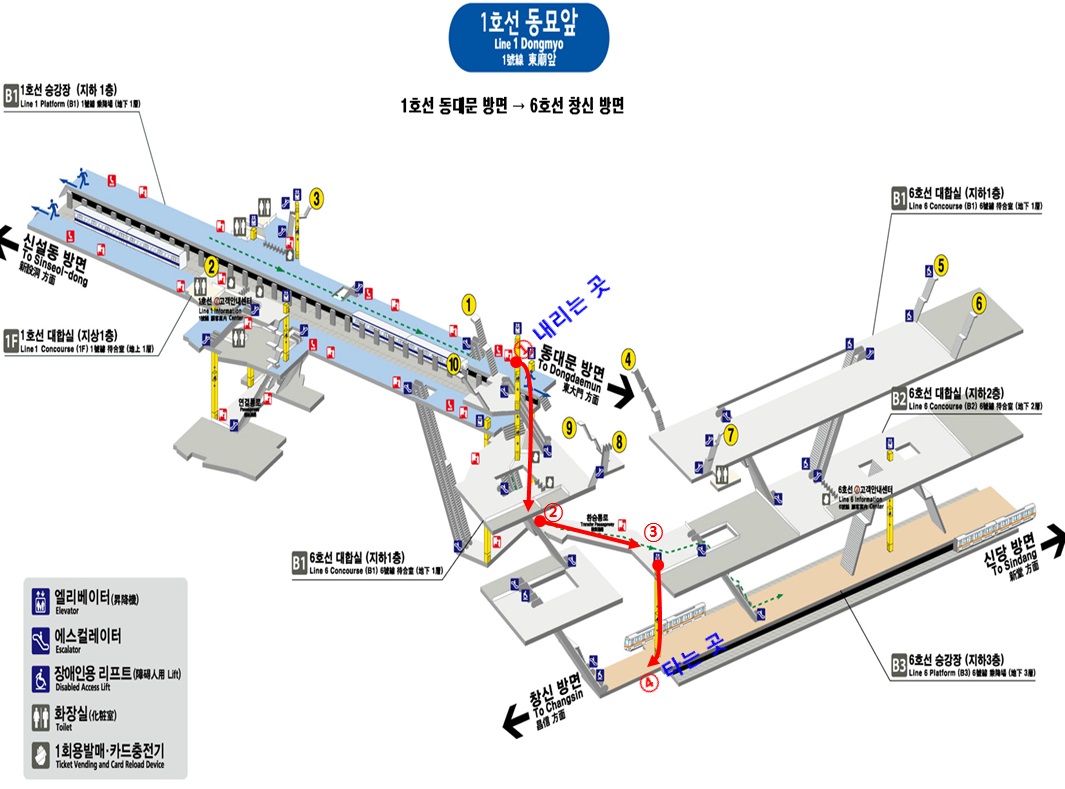 1호선 동묘앞
Line 1 Dongmyo
1號線 東廟앞
1호선 동대문 방면 → 6호선 창신 방면
B1 1호선 승강장 (지하 1층)
Line 1 Platform (B1) 1號線 乘降場 (地下 1層)
3
신설동 방면
To Sinseol-dong
新設洞 方面
2
1호선 고객안내센터
Line 1 Information Center
1F 1호선 대합실 (지상1층)
Line 1 Concourse (1F) 1號線 待合室 (地上 1層)
연결통로
1
10
① 내리는 곳
동대문 방면
To Dongdaemun
東大門 方面
4
9
8
B1 6호선 대합실 (지하1층)
Line 6 Concourse (B1) 6號線 待合室 (地下 1層)
5
6
7
B2 6호선 대합실 (지하2층)
Line 6 Concourse (B2) 6號線 待合室 (地下 2層)
6호선 고객안내센터
Line 6 Information Center
②
환승통로
Transfer Passageway
③
B1 6호선 대합실 (지하1층)
Line 6 Concourse (B1) 6號線 待合室 (地下 1層)
신당 방면
To Sindang
新堂 方面
④ 타는 곳
창신 방면
To Changsin
昌信 方面
B3 6호선 승강장 (지하3층)
Line 6 Platform (B3) 6號線 乘降場 (地下 3層)
엘리베이터(昇降機)
Elevator
에스컬레이터
Escalator
장애인용 리프트(障碍人用 Lift)
Disabled Access Lift
화장실(化粧室)
Toilet
1회용발매·카드충전기
Ticket Vending and Card Reload Device